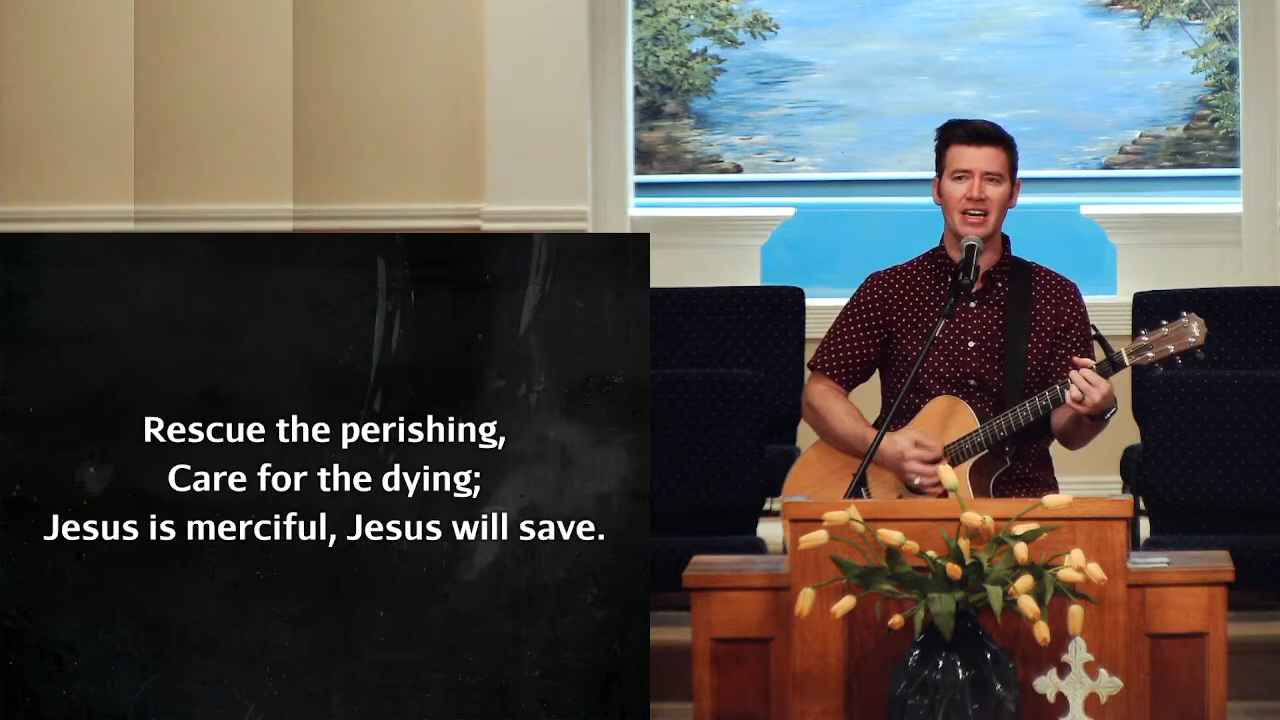 Rescue the perishing,
Care for the dying;
Jesus is merciful, Jesus will save.